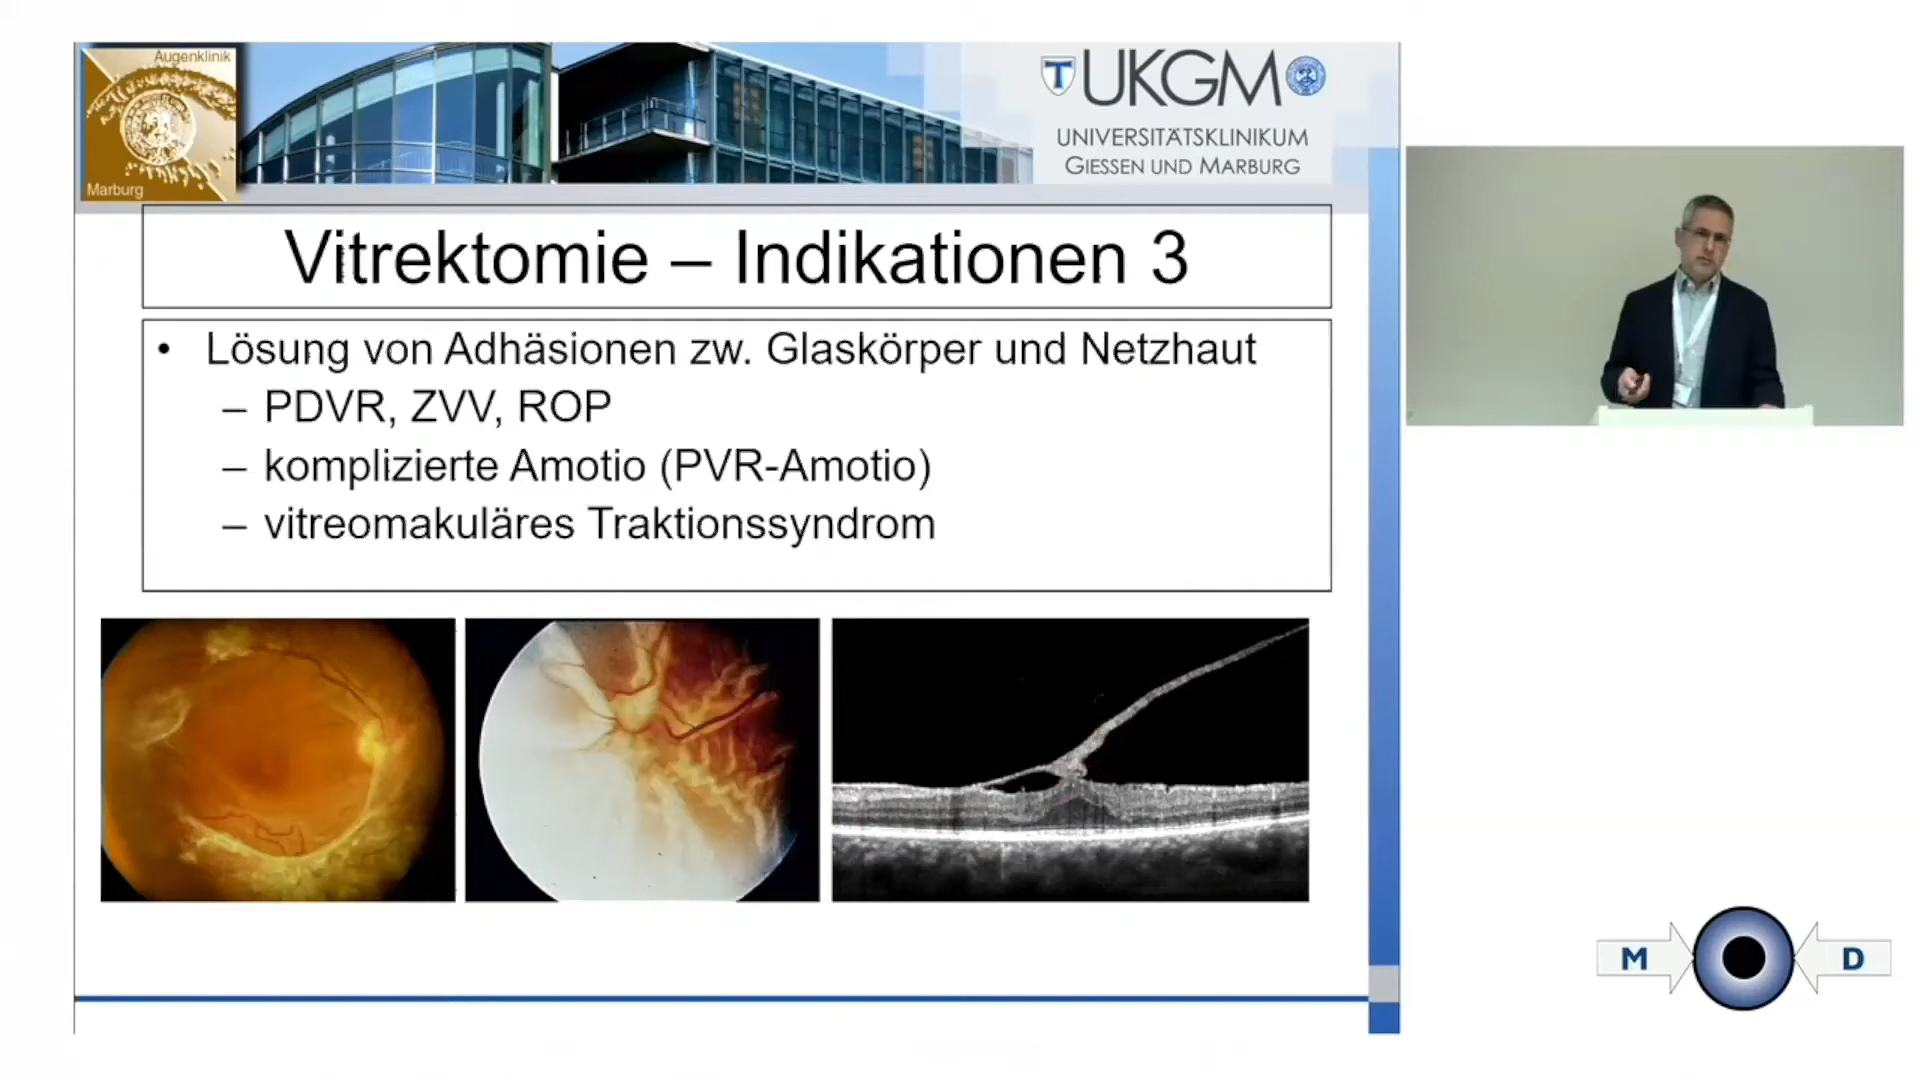 Augenklinik
Marburg
UKGM
UNIVERSITÄTSKLINIKUM
GIESSEN UND MARBURG
Vitrektomie – Indikationen 3
• Lösung von Adhäsionen zw. Glaskörper und Netzhaut
– PDVR, ZVV, ROP
– komplizierte Amotio (PVR-Amotio)
– vitreomakuläres Traktionssyndrom
M D